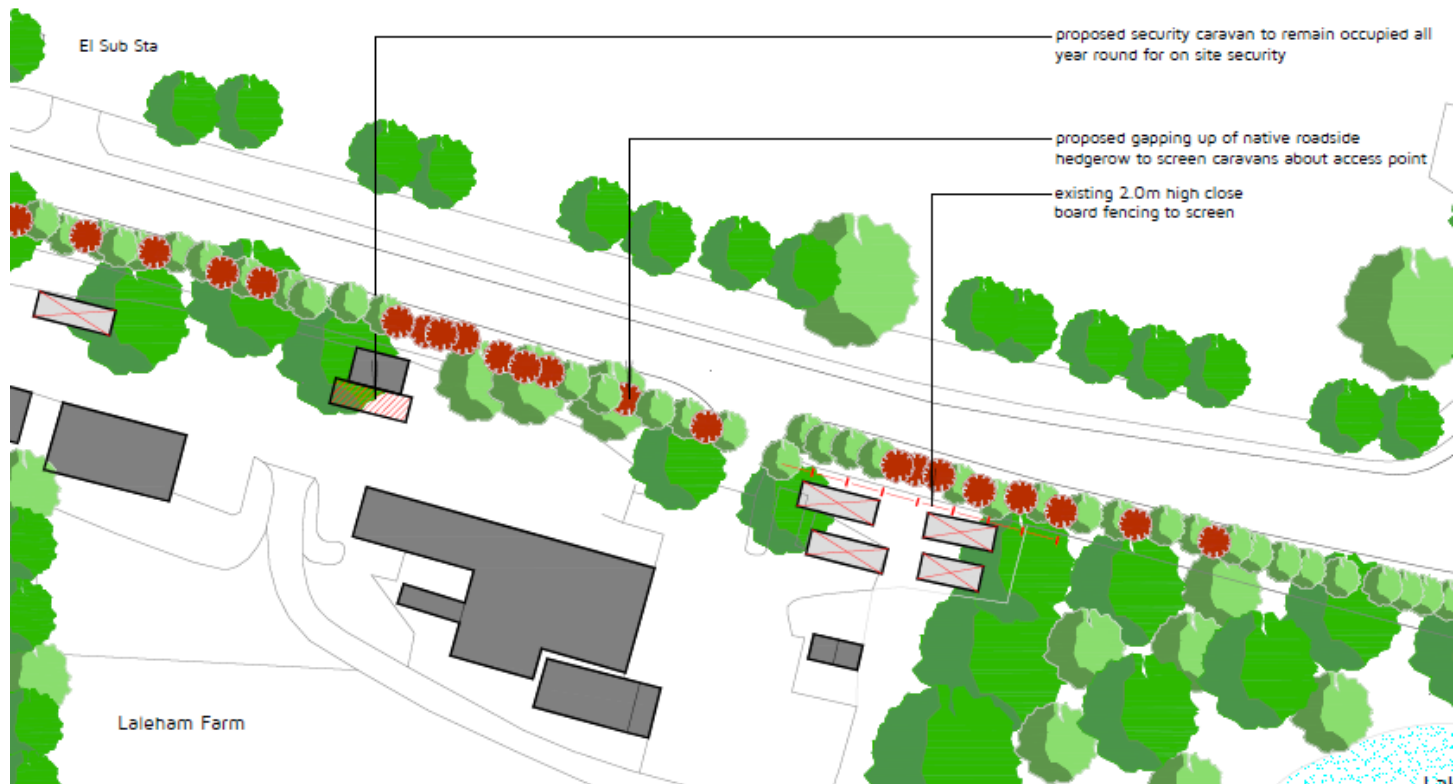 El Sub Sta
proposed security caravan to remain occupied all
year round for on site security
proposed gapping up of native roadside
hedgerow to screen caravans about access point
existing 2.0m high close
board fencing to screen
Laleham Farm